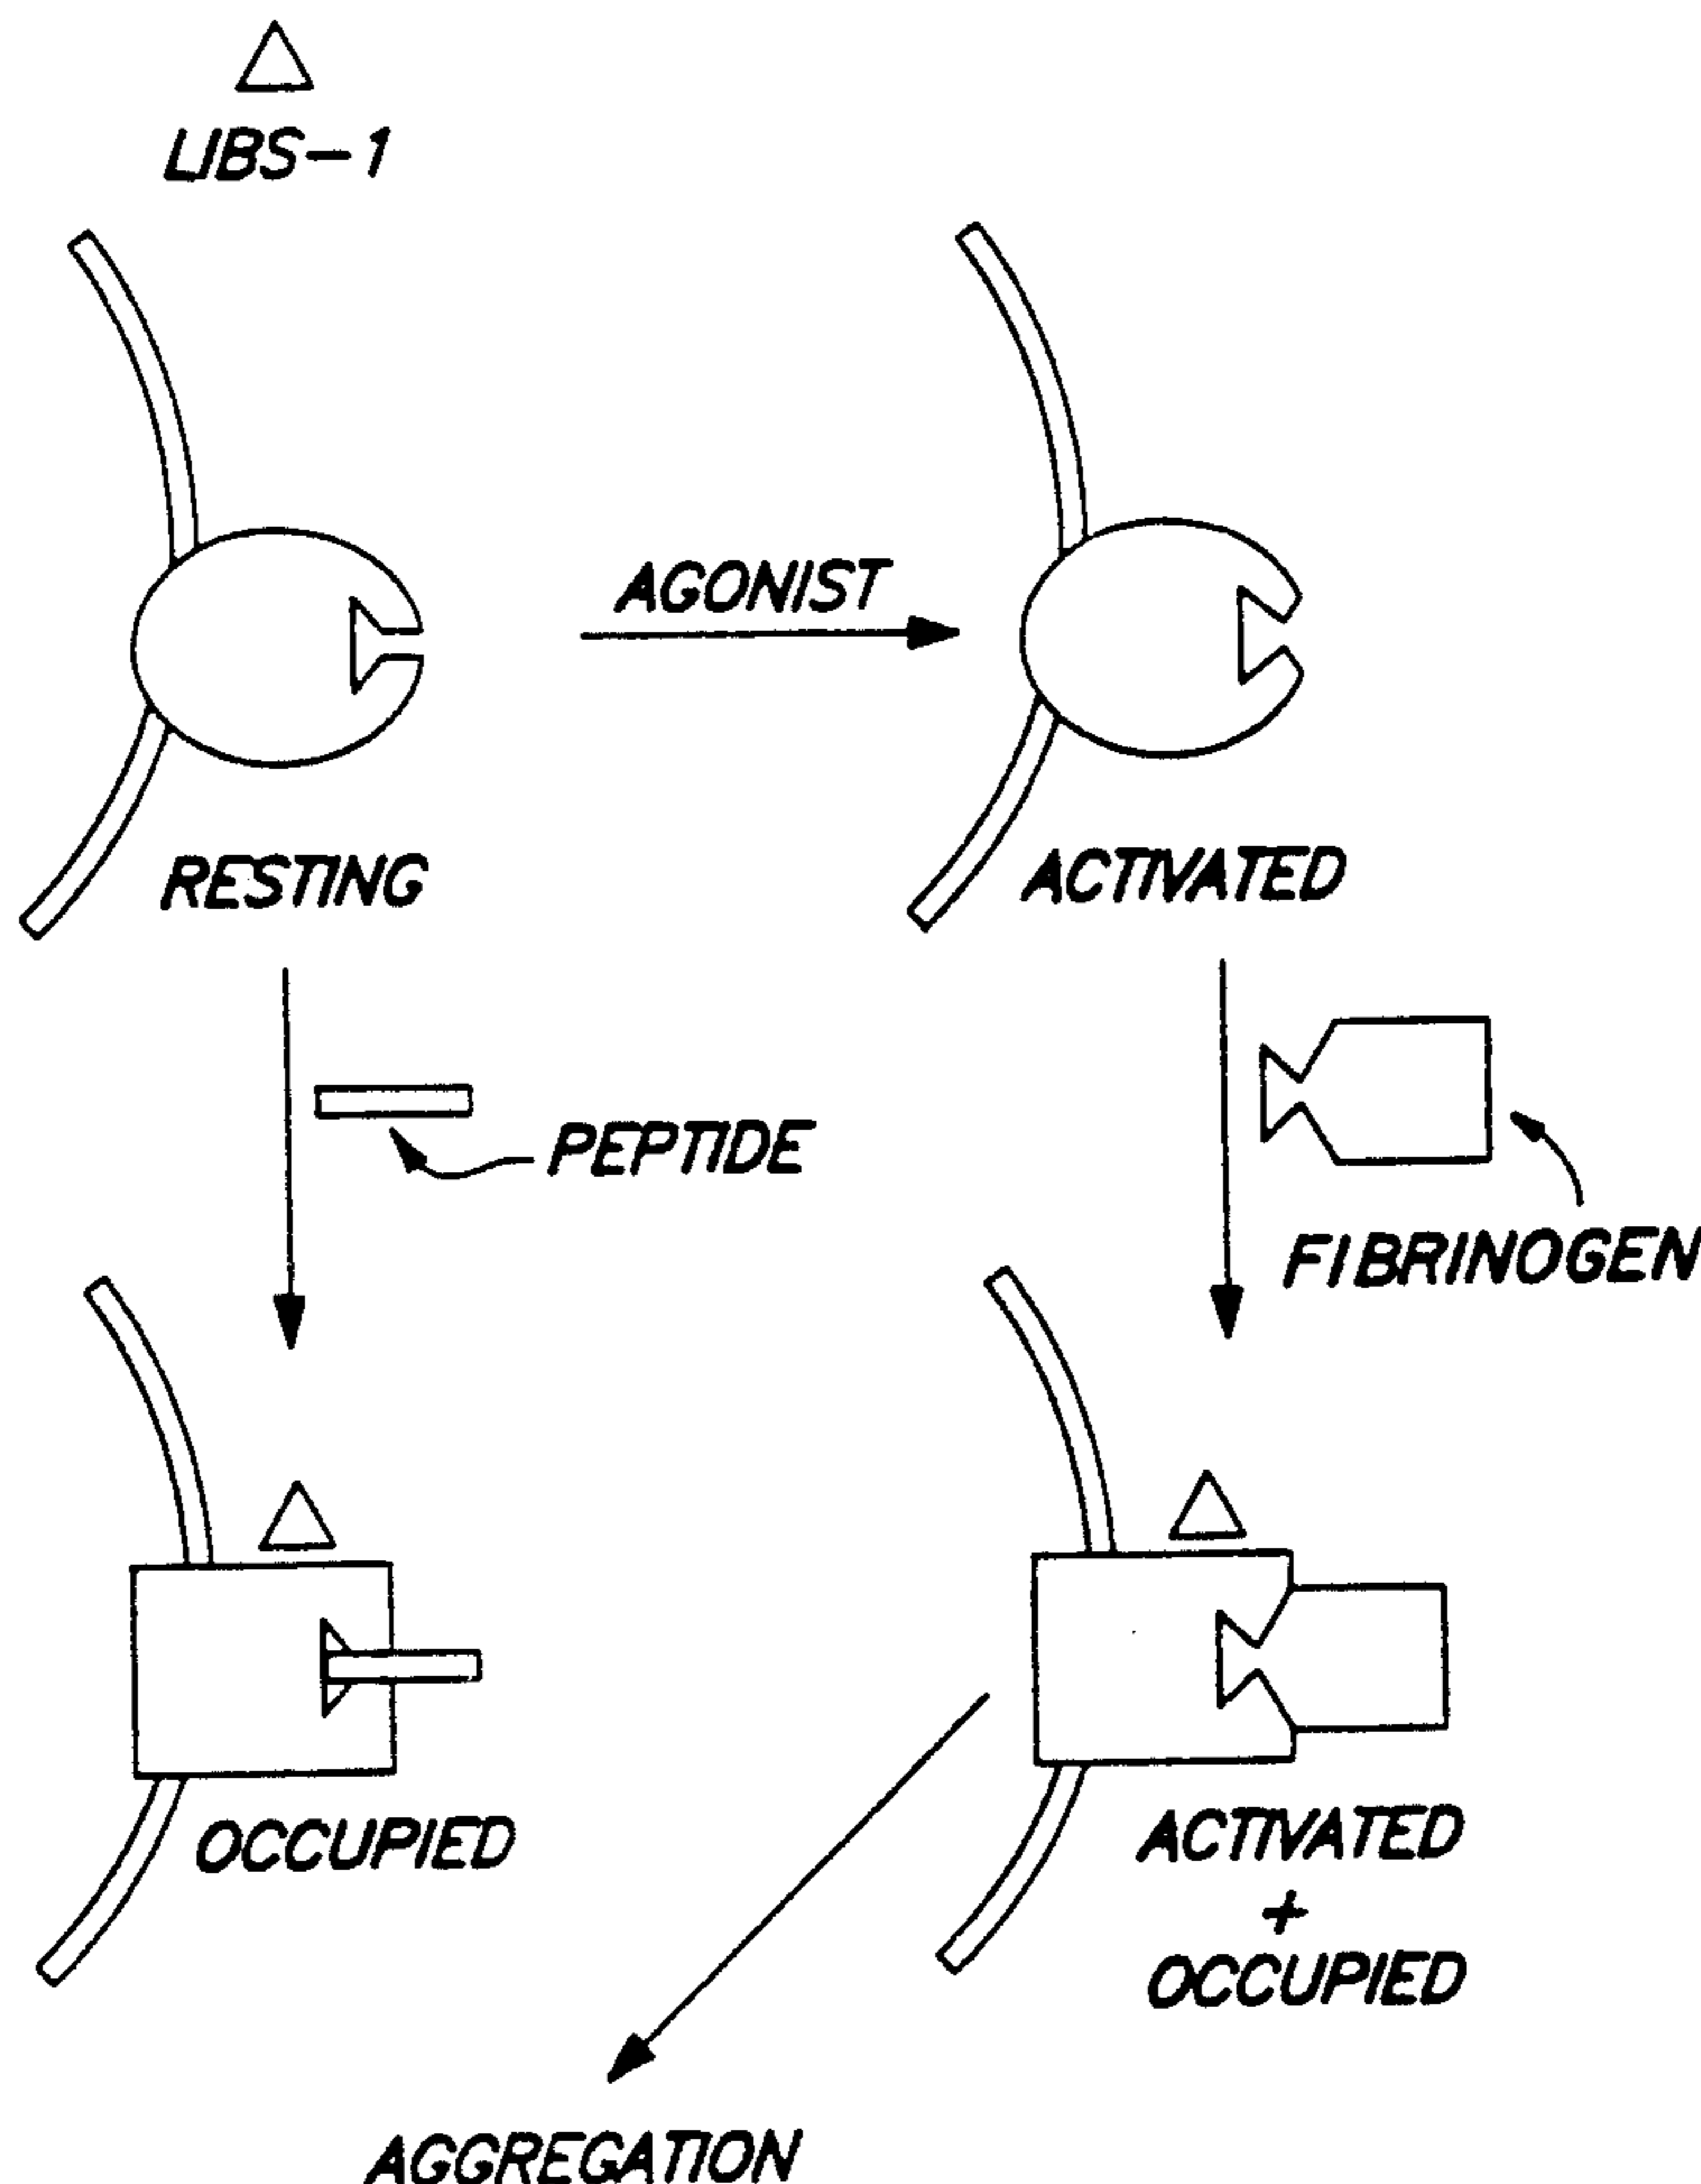 LIBS-1
AGONIST
RESTING
ACTIVATED
PEPTIDE
FIBRINOGEN
OCCUPIED
ACTIVATED
+
OCCUPIED
AGGREGATION